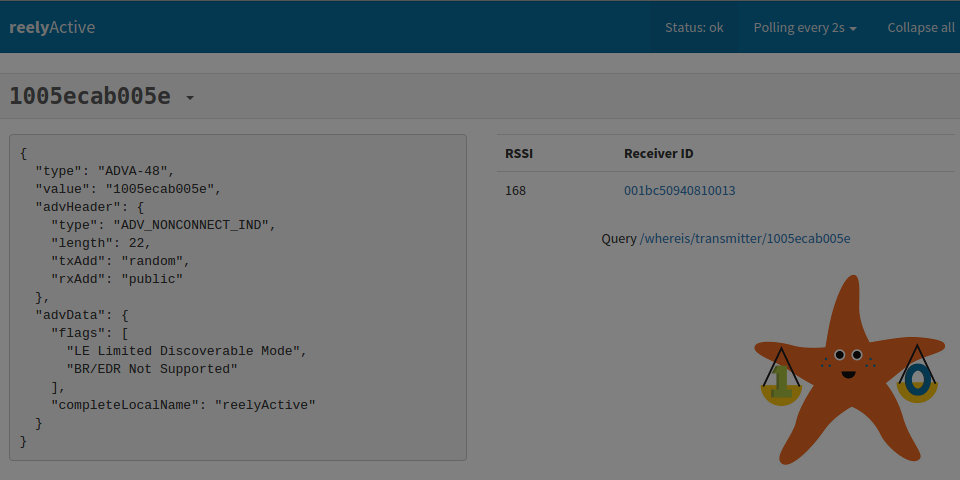 reelyActive Status: ok Polling every 2s Collapse all
1005ecab005e
{
"type": "ADVA-48",
"value": "1005ecab005e",
"advHeader": {
"type": "ADV_NONCONNECT_IND",
"length": 22,
"txAdd": "random",
"rxAdd": "public"
},
"advData": {
"flags": [
"LE Limited Discoverable Mode",
"BR/EDR Not Supported"
],
"completeLocalName": "reelyActive"
}
}
RSSI Receiver ID
168 001bc50940810013
Query /whereis/transmitter/1005ecab005e
1 0